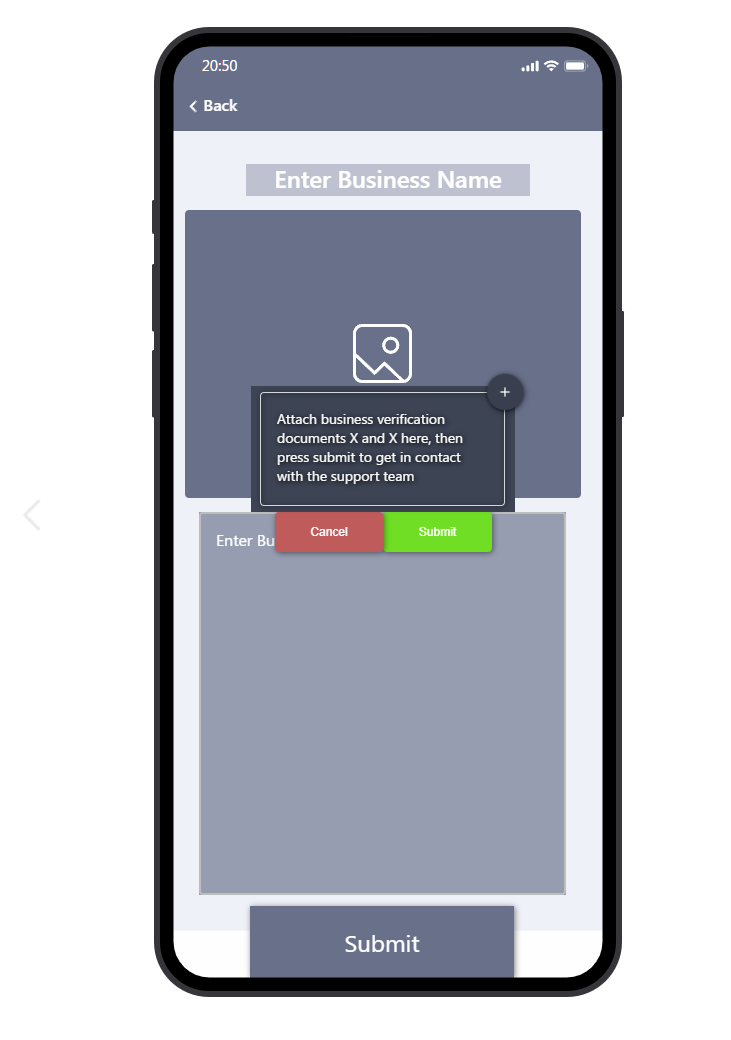 20:50
Back
Enter Business Name
+
Attach business verification
documents X and X here, then
press submit to get in contact
with the support team
Cancel
Submit
Enter Bu
Submit